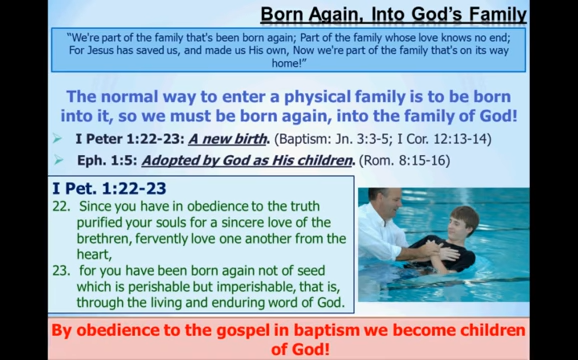 Born Again, Into God's Family
"We're part of the family that's been born again; Part of the family whose love knows no end;
For Jesus has saved us, and made us His own, Now we're part of the family that's on its way
home!"
The normal way to enter a physical family is to be born
into it, so we must be born again, into the family of God!
➢ I Peter 1:22-23: A new birth. (Baptism: Jn. 3:3-5; I Cor. 12:13-14)
➢ Eph. 1:5: Adopted by God as His children. (Rom. 8:15-16)
I Pet. 1:22-23
22. Since you have in obedience to the truth
purified your souls for a sincere love of the
brethren, fervently love one another from the
heart,
23. for you have been born again not of seed
which is perishable but imperishable, that is,
through the living and enduring word of God.
By obedience to the gospel in baptism we become children
of God!